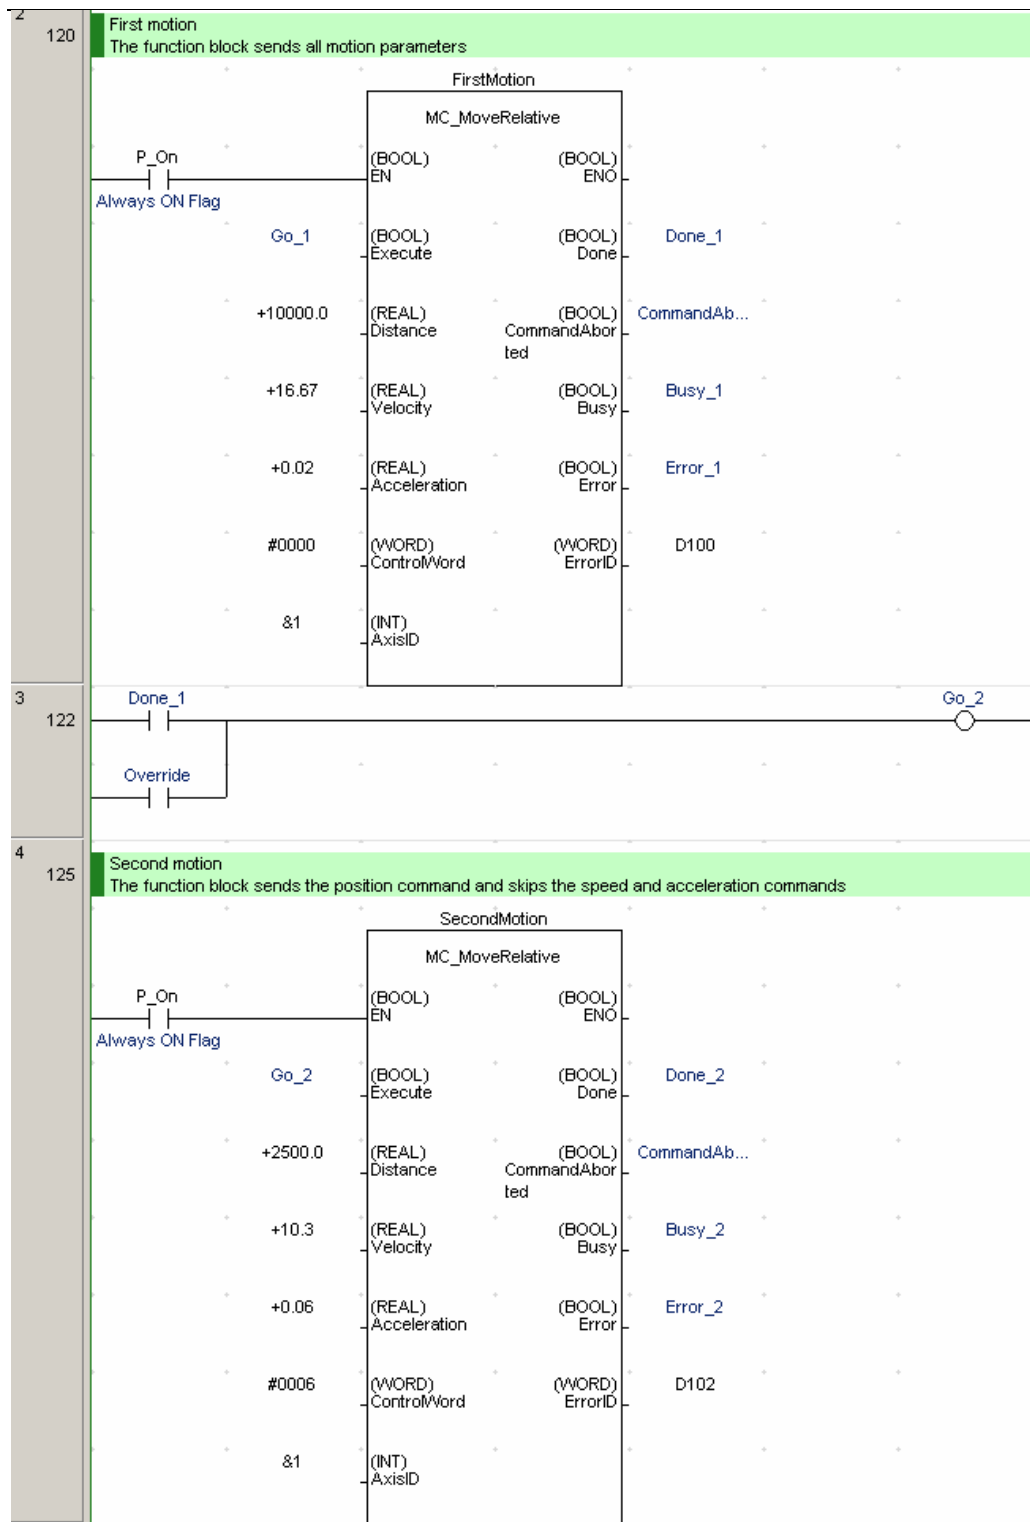 2
120
First motion
The function block sends all motion parameters
FirstMotion
MC_MoveRelative
P_On
(BOOL) (BOOL)
EN ENO
Always ON Flag
Go_1 (BOOL) (BOOL) Done_1
Execute Done
+10000.0 (REAL) (BOOL) CommandAb...
Distance CommandAbor
ted
+16.67 (REAL) (BOOL) Busy_1
Velocity Busy
+0.02 (REAL) (BOOL) Error_1
Acceleration Error
#0000 (WORD) (WORD) D100
ControlWord ErrorID
&1 (INT)
AxisID
3
122
Done_1 Go_2
Override
4
125
Second motion
The function block sends the position command and skips the speed and acceleration commands
SecondMotion
MC_MoveRelative
P_On
(BOOL) (BOOL)
EN ENO
Always ON Flag
Go_2 (BOOL) (BOOL) Done_2
Execute Done
+2500.0 (REAL) (BOOL) CommandAb...
Distance CommandAbor
ted
+10.3 (REAL) (BOOL) Busy_2
Velocity Busy
+0.06 (REAL) (BOOL) Error_2
Acceleration Error
#0006 (WORD) (WORD) D102
ControlWord ErrorID
&1 (INT)
AxisID